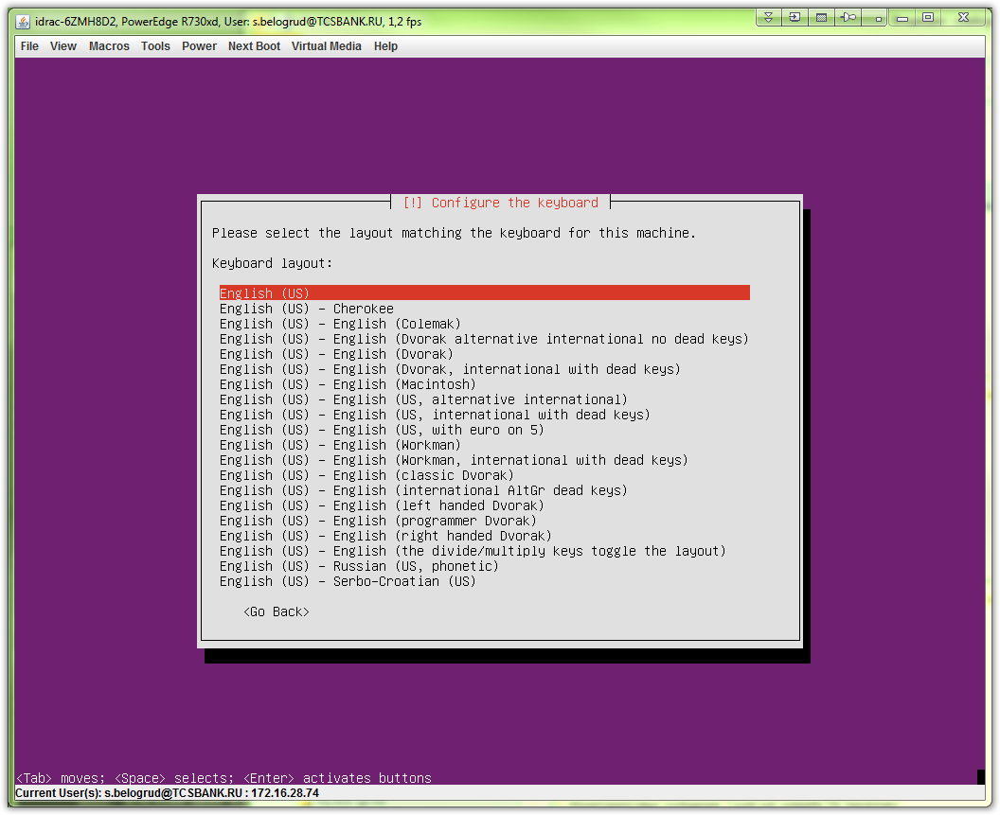 idrac-6ZMH8D2, PowerEdge R730xd, User: s.belogrud@TCSBANK.RU, 1,2 fps
File View Macros Tools Power Next Boot Virtual Media Help
[!] Configure the keyboard
Please select the layout matching the keyboard for this machine.
Keyboard layout:
English (US)
English (US) - Cherokee
English (US) - English (Colemak)
English (US) - English (Dvorak alternative international no dead keys)
English (US) - English (Dvorak)
English (US) - English (Dvorak, international with dead keys)
English (US) - English (Macintosh)
English (US) - English (US, alternative international)
English (US) - English (US, international with dead keys)
English (US) - English (US, with euro on 5)
English (US) - English (Workman)
English (US) - English (Workman, international with dead keys)
English (US) - English (classic Dvorak)
English (US) - English (international AltGr dead keys)
English (US) - English (left handed Dvorak)
English (US) - English (programmer Dvorak)
English (US) - English (right handed Dvorak)
English (US) - English (the divide/multiply keys toggle the layout)
English (US) - Russian (US, phonetic)
English (US) - Serbo-Croatian (US)
<Go Back>
<Tab> moves; <Space> selects; <Enter> activates buttons
Current User(s): s.belogrud@TCSBANK.RU : 172.16.28.74